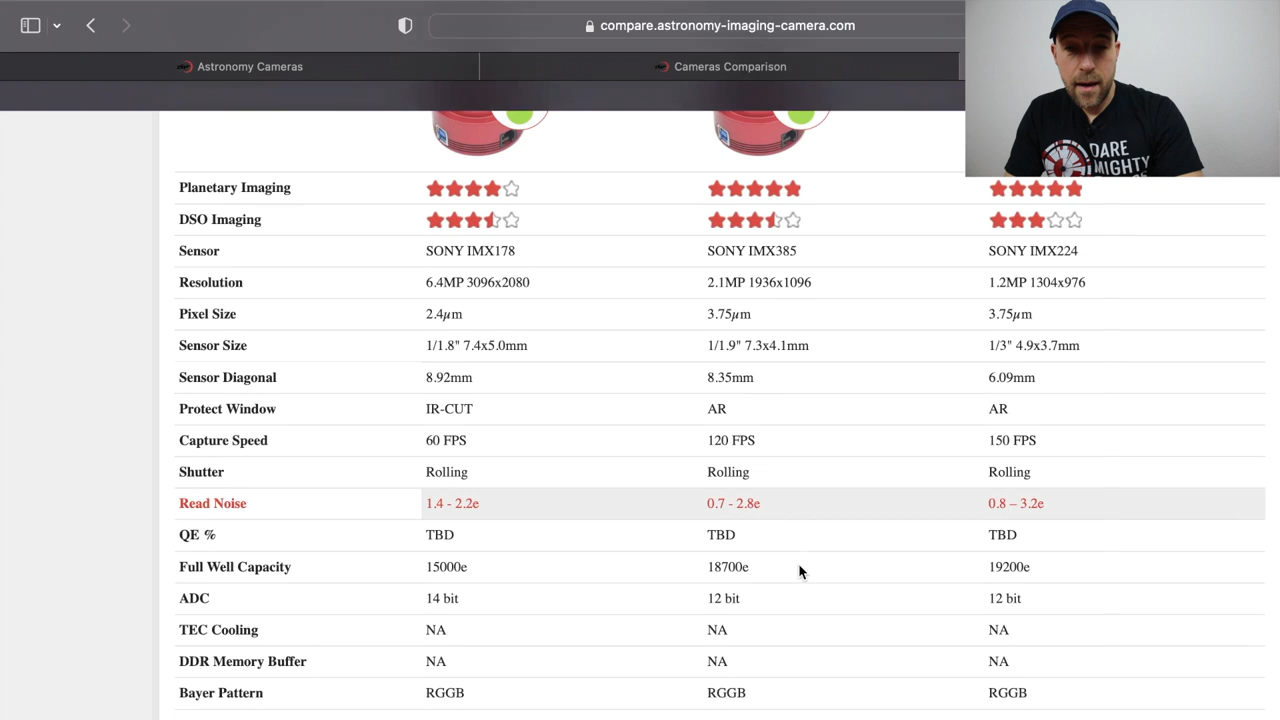 compare.astronomy-imaging-camera.com
Astronomy Cameras
Cameras Comparison
DARE
MIGHTY
Planetary Imaging
DSO Imaging
Sensor SONY IMX178 SONY IMX385 SONY IMX224
Resolution 6.4MP 3096x2080 2.1MP 1936x1096 1.2MP 1304x976
Pixel Size 2.4µm 3.75µm 3.75µm
Sensor Size 1/1.8" 7.4x5.0mm 1/1.9" 7.3x4.1mm 1/3" 4.9x3.7mm
Sensor Diagonal 8.92mm 8.35mm 6.09mm
Protect Window IR-CUT AR AR
Capture Speed 60 FPS 120 FPS 150 FPS
Shutter Rolling Rolling Rolling
Read Noise 1.4 - 2.2e 0.7 - 2.8e 0.8 – 3.2e
QE % TBD TBD TBD
Full Well Capacity 15000e 18700e 19200e
ADC 14 bit 12 bit 12 bit
TEC Cooling NA NA NA
DDR Memory Buffer NA NA NA
Bayer Pattern RGGB RGGB RGGB